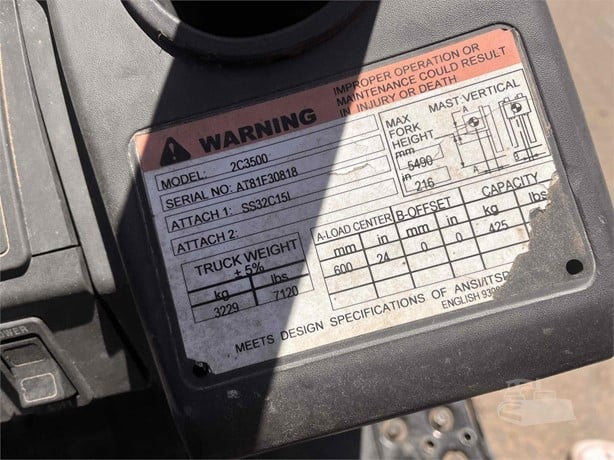 WARNING
IMPROPER OPERATION OR
MAINTENANCE COULD RESULT
IN INJURY OR DEATH
MODEL: 2C3500
SERIAL NO: AT81F30818
ATTACH 1: SS32C15I
ATTACH 2:
MAX
FORK
HEIGHT
mm
5490
in
216
MAST:VERTICAL
A
B
A
TRUCK WEIGHT
± 5%
kg lbs
3229 7120
A-LOAD CENTER B-OFFSET CAPACITY
mm in mm in kg lbs
600 24 0 0 425
MEETS DESIGN SPECIFICATIONS OF ANSI/ITSD
ENGLISH
POWER